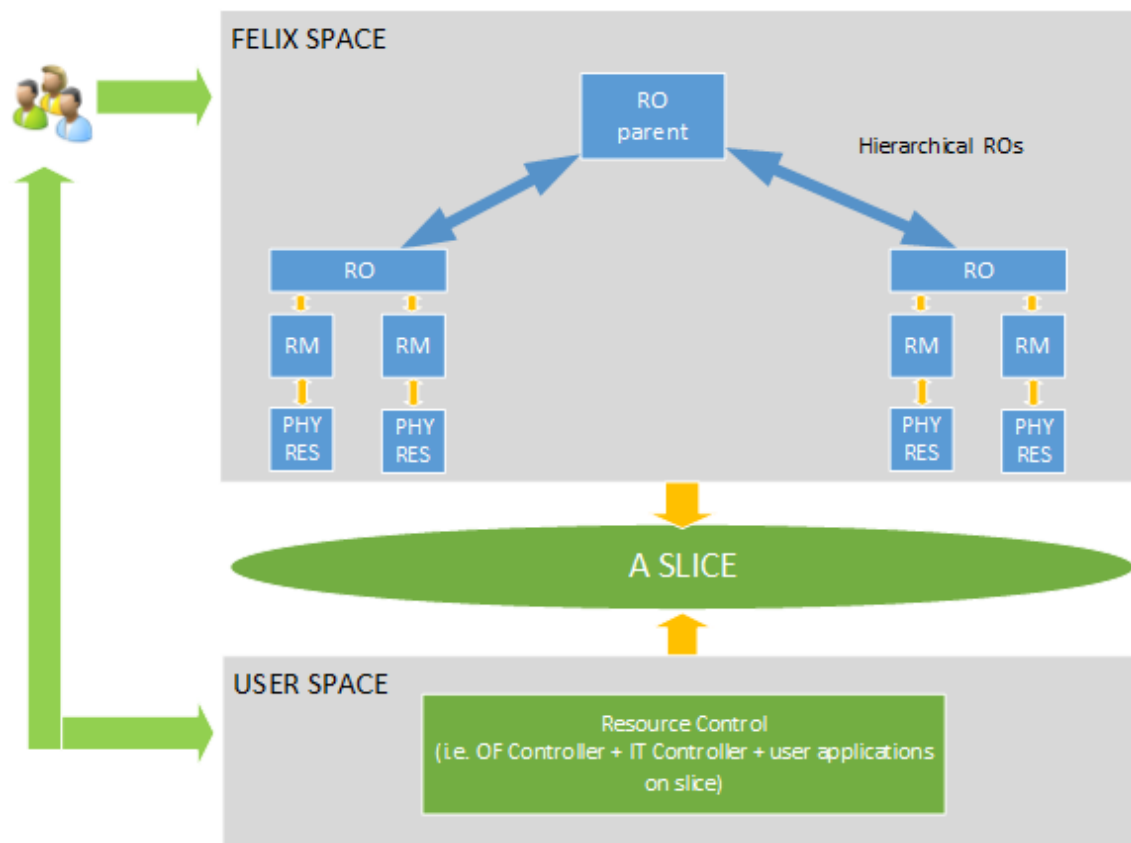 FELIX SPACE
RO
parent
Hierarchical ROs
RO
RO
RM
RM
RM
RM
PHY
RES
PHY
RES
PHY
RES
PHY
RES
A SLICE
USER SPACE
Resource Control
(i.e. OF Controller + IT Controller + user applications
on slice)